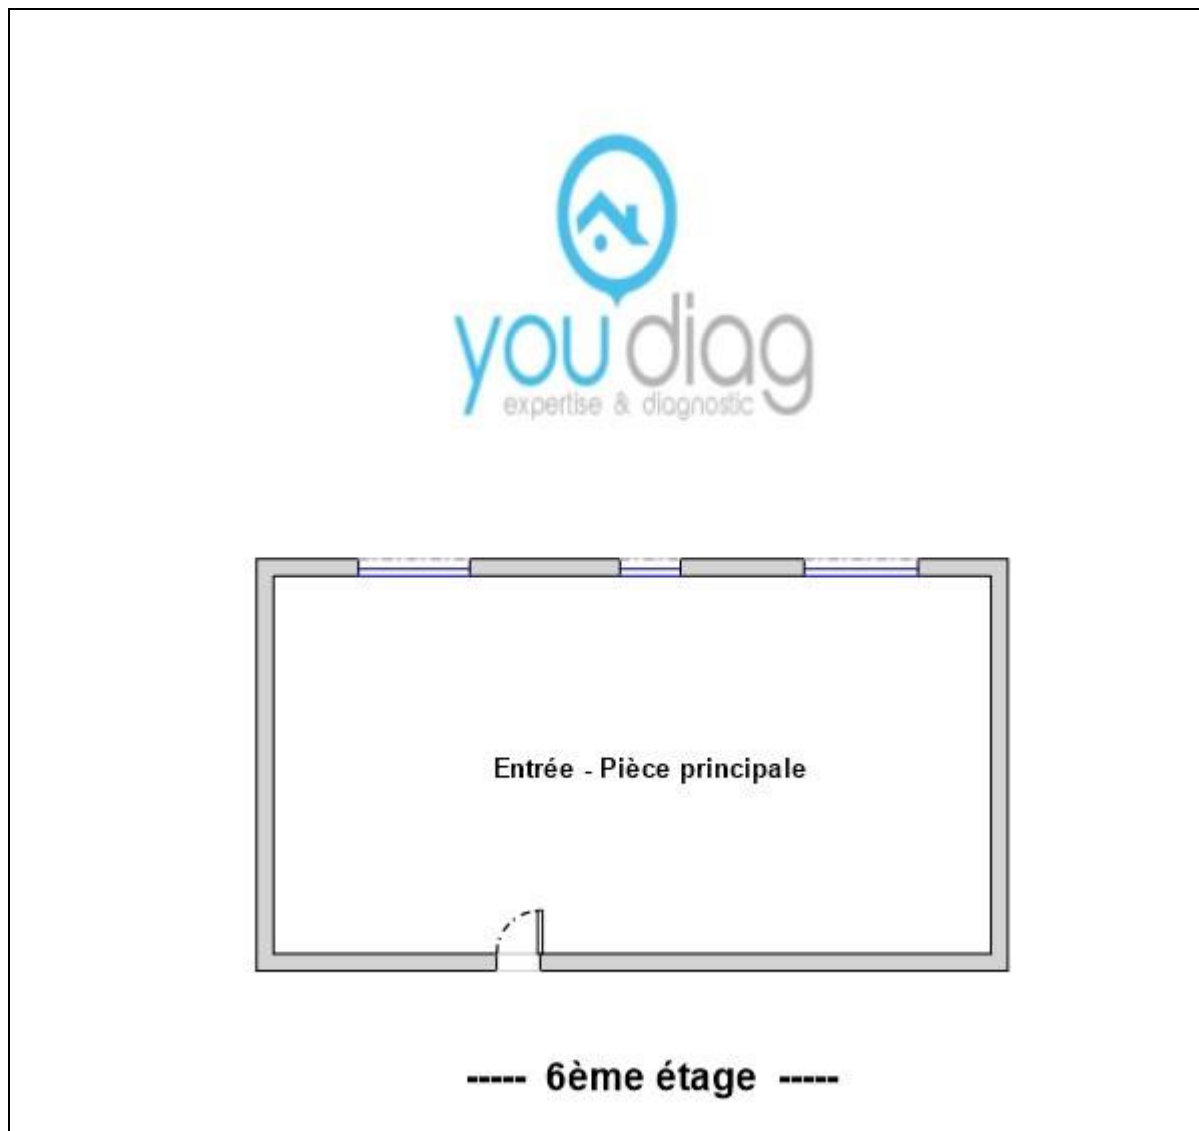 you diag
expertise & diagnostic
Entrée - Pièce principale
----- 6ème étage -----